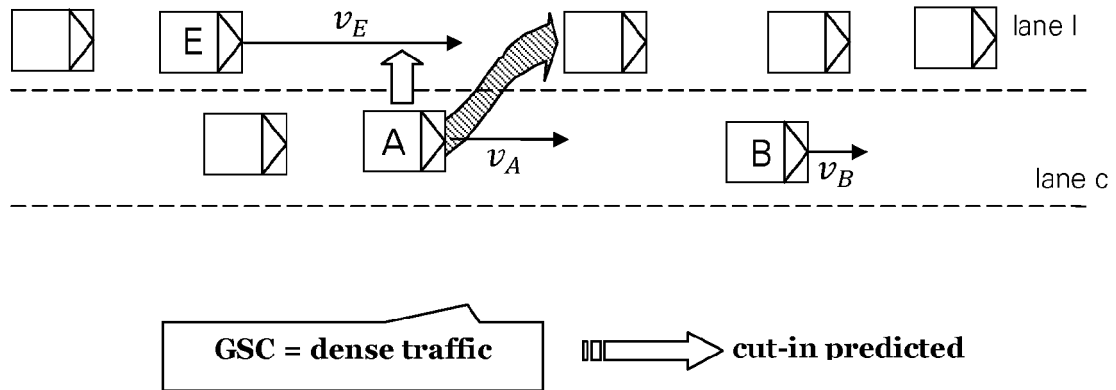 E
v_E
lane l
A
v_A
B
v_B
lane c
GSC = dense traffic
cut-in predicted